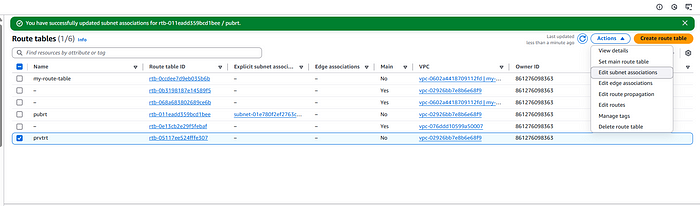 You have successfully updated subnet associations for rtb-011eadd359bcd1bee / pubrt.
Route tables (1/6) Info
Last updated
less than a minute ago
Actions
Create route table
Find resources by attribute or tag
Name Route table ID Explicit subnet associ... Edge associations Main VPC Owner ID
my-route-table rtb-0ccdee7d9eb035b6b – – No vpc-0602a4418709112fd | my-... 861276098363
– rtb-0b3188187e14589f5 – – Yes vpc-02926bb7e8b6e68f9 861276098363
– rtb-068a683802689ce6b – – Yes vpc-0602a4418709112fd | my-... 861276098363
pubrt rtb-011eadd359bcd1bee subnet-01e780f2ef2763c... – No vpc-02926bb7e8b6e68f9 861276098363
– rtb-0e13cb2e29f5febaf – – Yes vpc-076ddd10599a50007 861276098363
prvtrt rtb-05117ee524fffe307 – – No vpc-02926bb7e8b6e68f9 861276098363
View details
Set main route table
Edit subnet associations
Edit edge associations
Edit route propagation
Edit routes
Manage tags
Delete route table